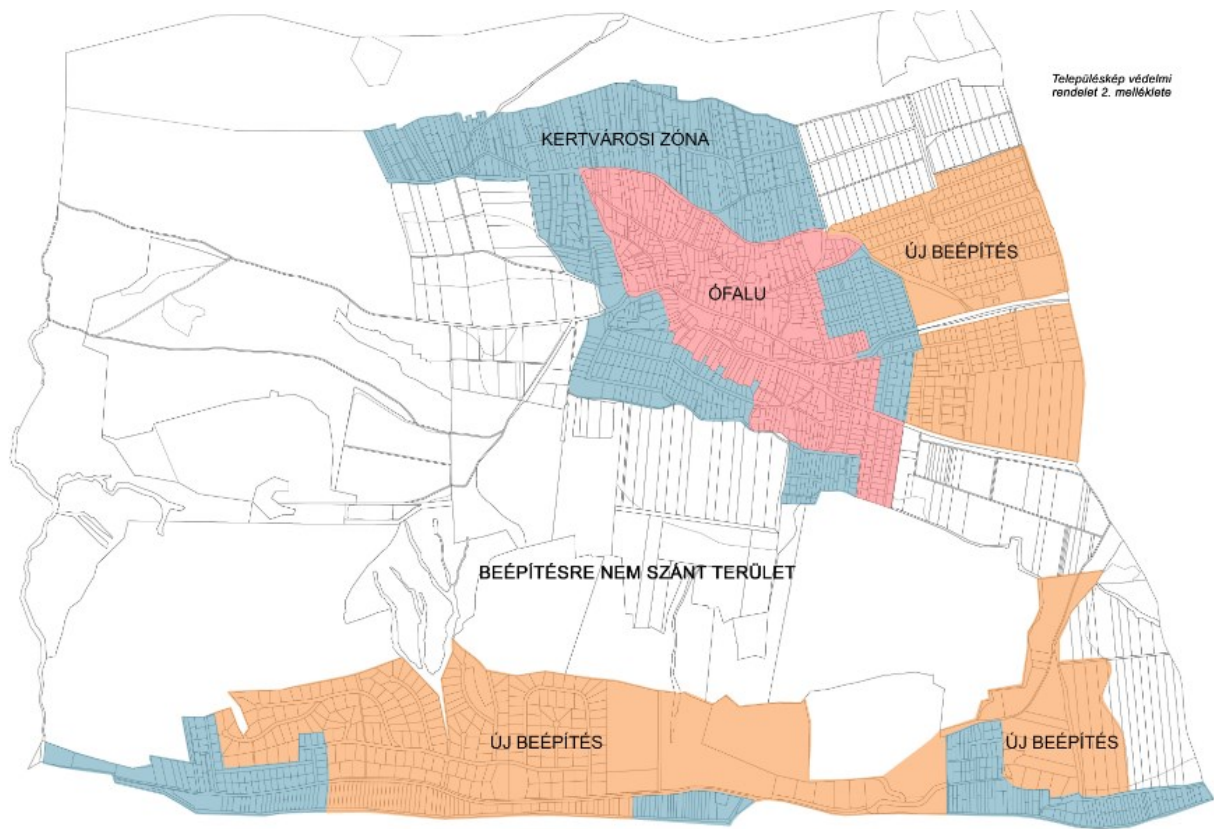 Településkép védelmi
rendelet 2. melléklete
KERTVÁROSI ZÓNA
ÚJ BEÉPÍTÉS
ÓFALU
BEÉPÍTÉSRE NEM SZÁNT TERÜLET
ÚJ BEÉPÍTÉS
ÚJ BEÉPÍTÉS